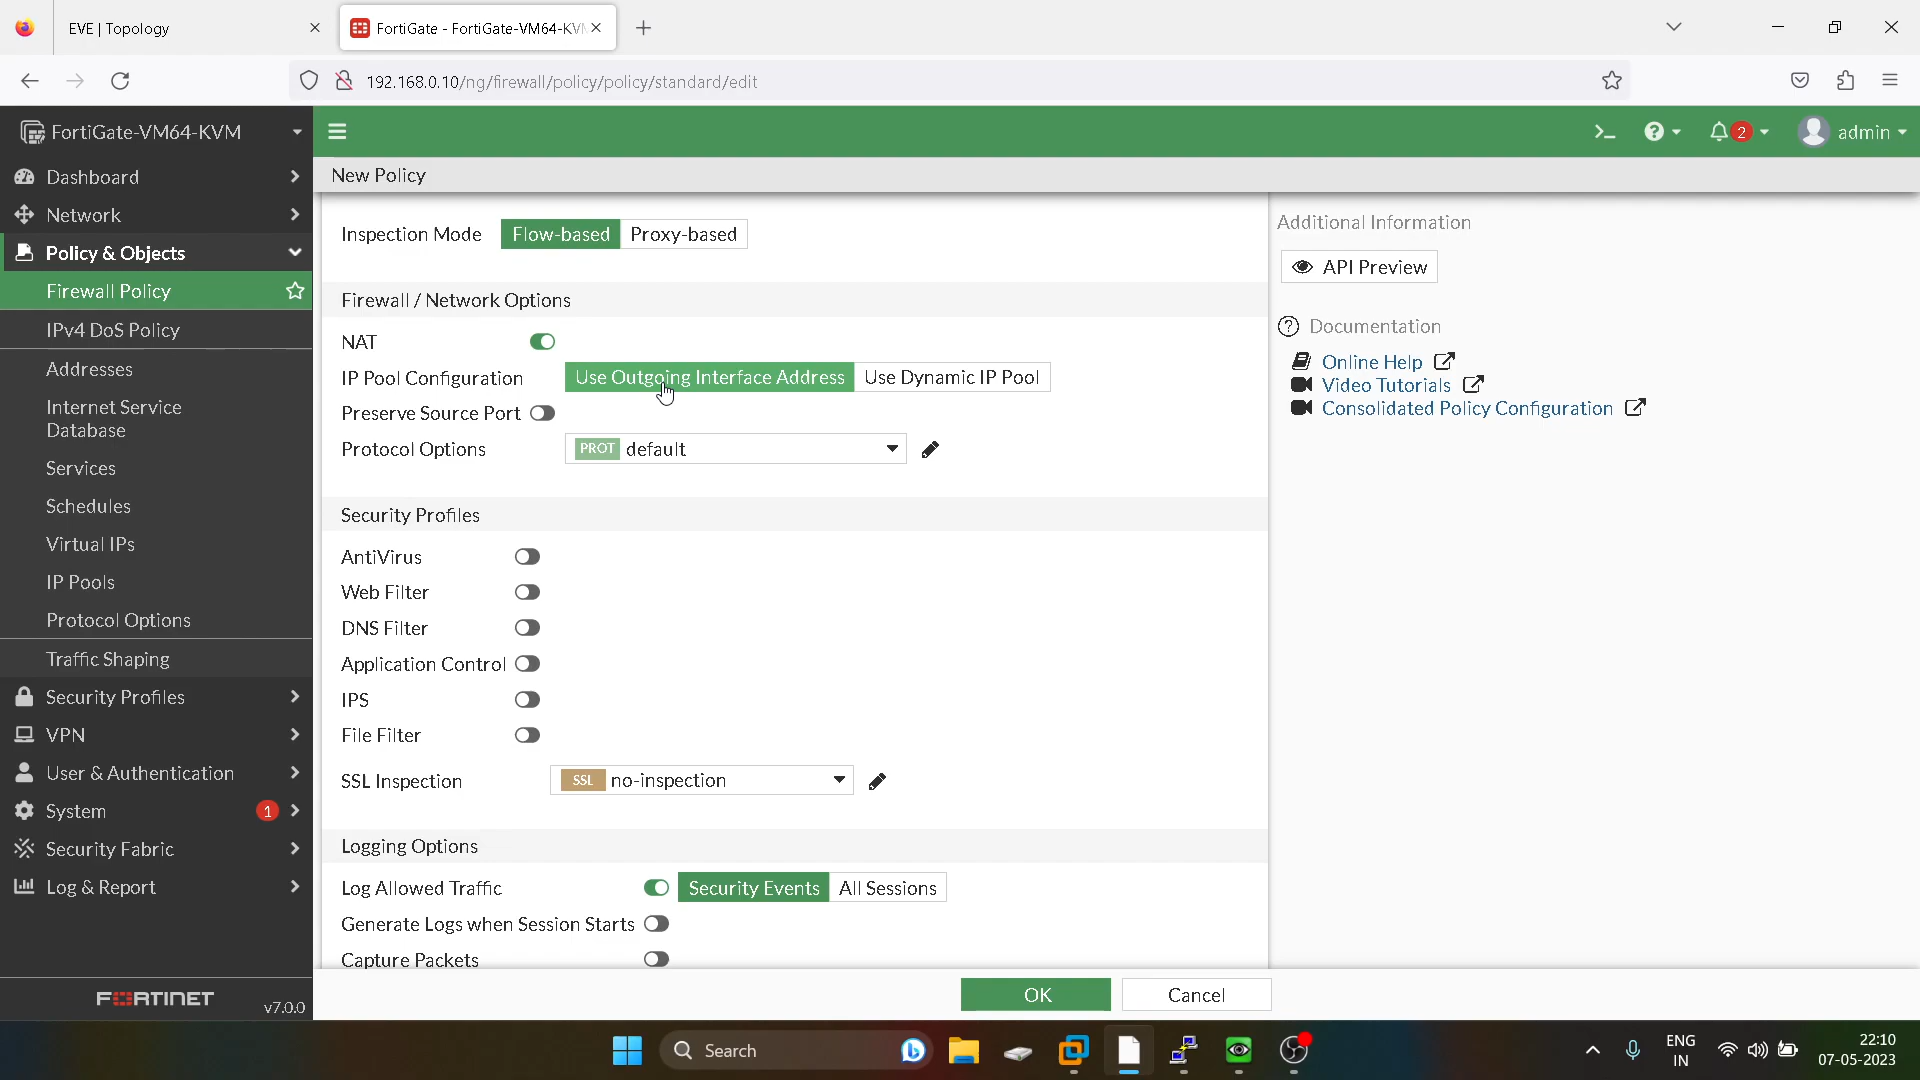 EVE | Topology
FortiGate - FortiGate-VM64-KVM
192.168.0.10/ng/firewall/policy/policy/standard/edit
FortiGate-VM64-KVM
2
admin
New Policy
Dashboard
Network
Policy & Objects
Firewall Policy
IPv4 DoS Policy
Addresses
Internet Service
Database
Services
Schedules
Virtual IPs
IP Pools
Protocol Options
Traffic Shaping
Security Profiles
VPN
User & Authentication
System
1
Security Fabric
Log & Report
FORTINET
v7.0.0
Inspection Mode Flow-based Proxy-based
Firewall / Network Options
NAT
IP Pool Configuration Use Outgoing Interface Address Use Dynamic IP Pool
Preserve Source Port
Protocol Options PROT default
Security Profiles
AntiVirus
Web Filter
DNS Filter
Application Control
IPS
File Filter
SSL Inspection SSL no-inspection
Logging Options
Log Allowed Traffic Security Events All Sessions
Generate Logs when Session Starts
Capture Packets
OK Cancel
Additional Information
API Preview
Documentation
Online Help
Video Tutorials
Consolidated Policy Configuration
Search
ENG
IN
22:10
07-05-2023